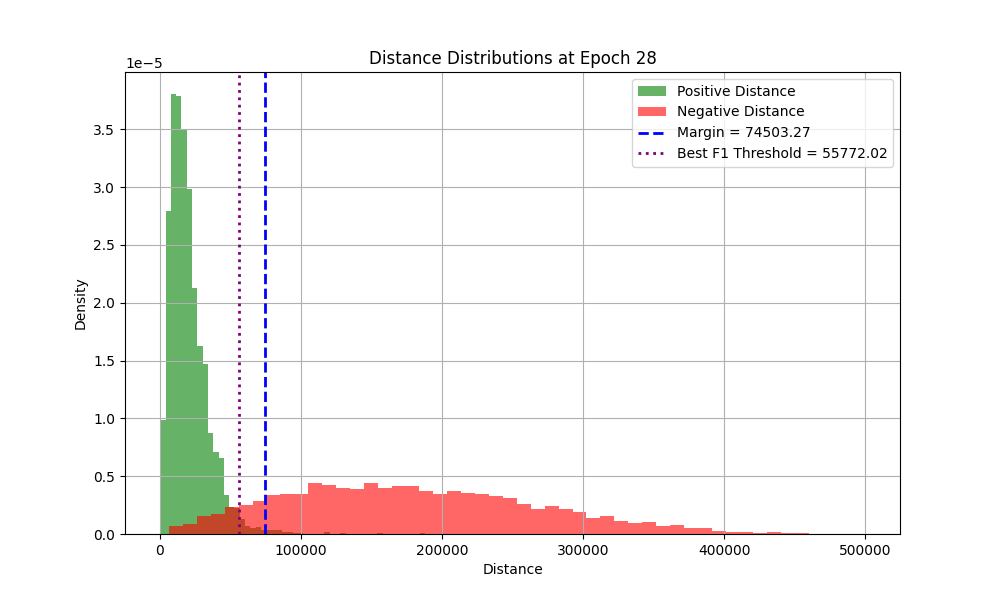 Distance Distributions at Epoch 28
1e−5
Positive Distance
Negative Distance
Margin = 74503.27
Best F1 Threshold = 55772.02
3.5
3.0
2.5
2.0
1.5
1.0
0.5
0.0
Density
0 100000 200000 300000 400000 500000
Distance